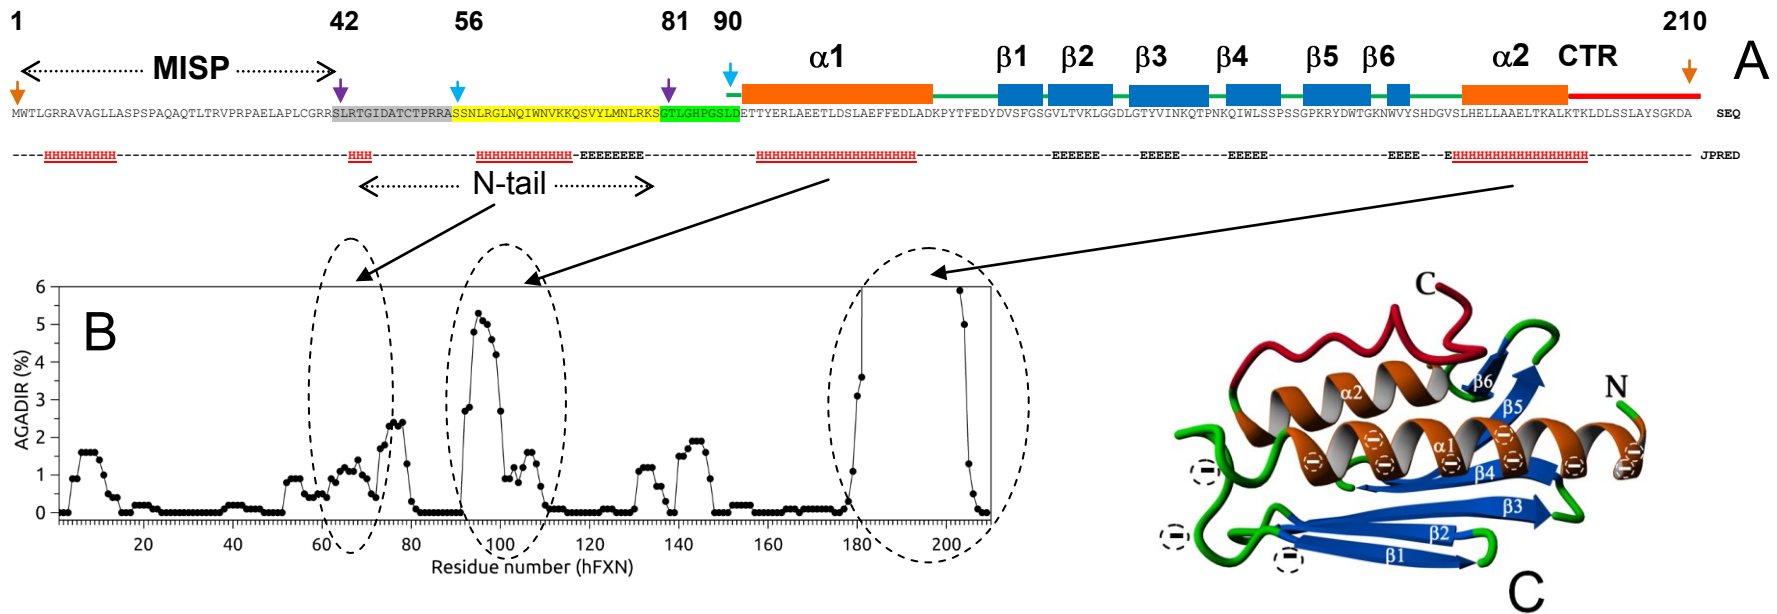 1 42 56 81 90 210
MISP α1 β1 β2 β3 β4 β5 β6 α2 CTR A
MWTLGRRAVAGLLASPSPAQAQTLTRVPRPAELAPLCGRRSLRTGIDATCTPRRASSNLRGLNQIWNVKKQSVYLMNLRKSGTLGHPGSLDETTYERLAEETLDSLAEFFEDLADKPYTFEDYDVSFGSGVLTVKLGGDLGTYVINKQTPNKQIWLSSPSSGPKRYDWTGKNWVYSHDGVSLHELLAAELTKALKTKLDSSLAYSGKDA SEQ
----HHHHHHHHH-----------------------------HHH-------------HHHHHHHHHHHH-EEEEEEEE--------------HHHHHHHHHHHHHHHHHHHH-----------------EEEEEE-----EEEEE------EEEEE---------------EEEE---EHHHHHHHHHHHHHHHHH------------- JPRED
N-tail
B
AGADIR (%)
6
5
4
3
2
1
0
20 40 60 80 100 120 140 160 180 200
Residue number (hFXN)
C
N
α2
β6
β5
α1
β4
β3
β2
β1
C